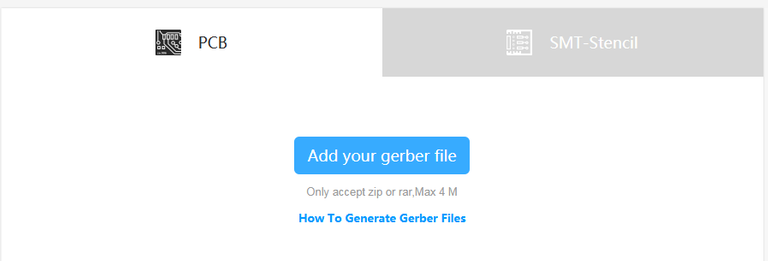 PCB
SMT-Stencil
Add your gerber file
Only accept zip or rar,Max 4 M
How To Generate Gerber Files